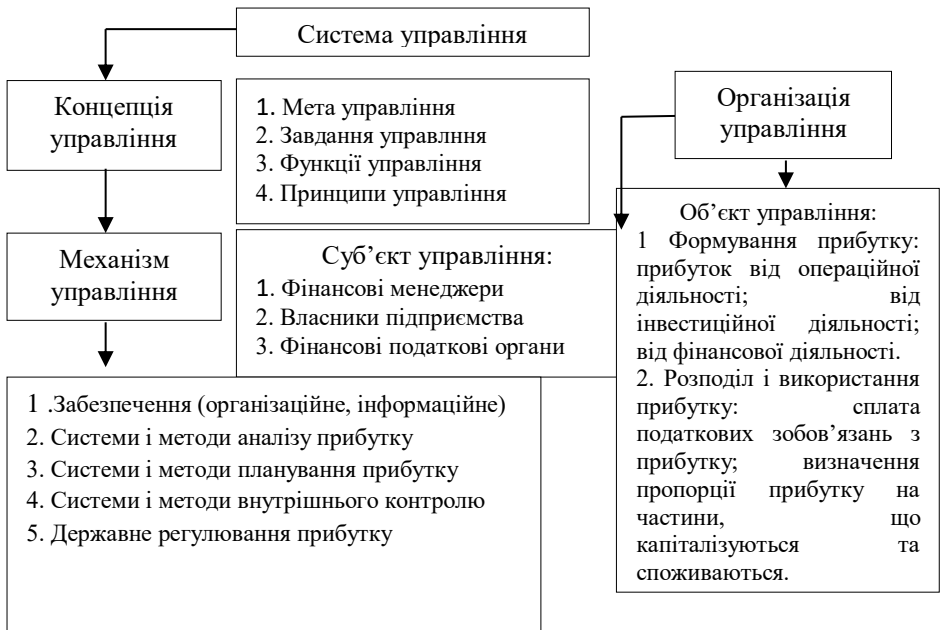 Система управління
Концепція
управління
1. Мета управління
2. Завдання управлння
3. Функції управління
4. Принципи управління
Організація
управління
Механізм
управління
Суб’єкт управління:
1. Фінансові менеджери
2. Власники підприємства
3. Фінансові податкові органи
Об’єкт управління:
1 Формування прибутку:
прибуток від операційної
діяльності; від
інвестиційної діяльності;
від фінансової діяльності.
2. Розподіл і використання
прибутку: сплата
податкових зобов’язань з
прибутку; визначення
пропорції прибутку на
частини, що
капіталізуються та
споживаються.
1 .Забезпечення (організаційне, інформаційне)
2. Системи і методи аналізу прибутку
3. Системи і методи планування прибутку
4. Системи і методи внутрішнього контролю
5. Державне регулювання прибутку